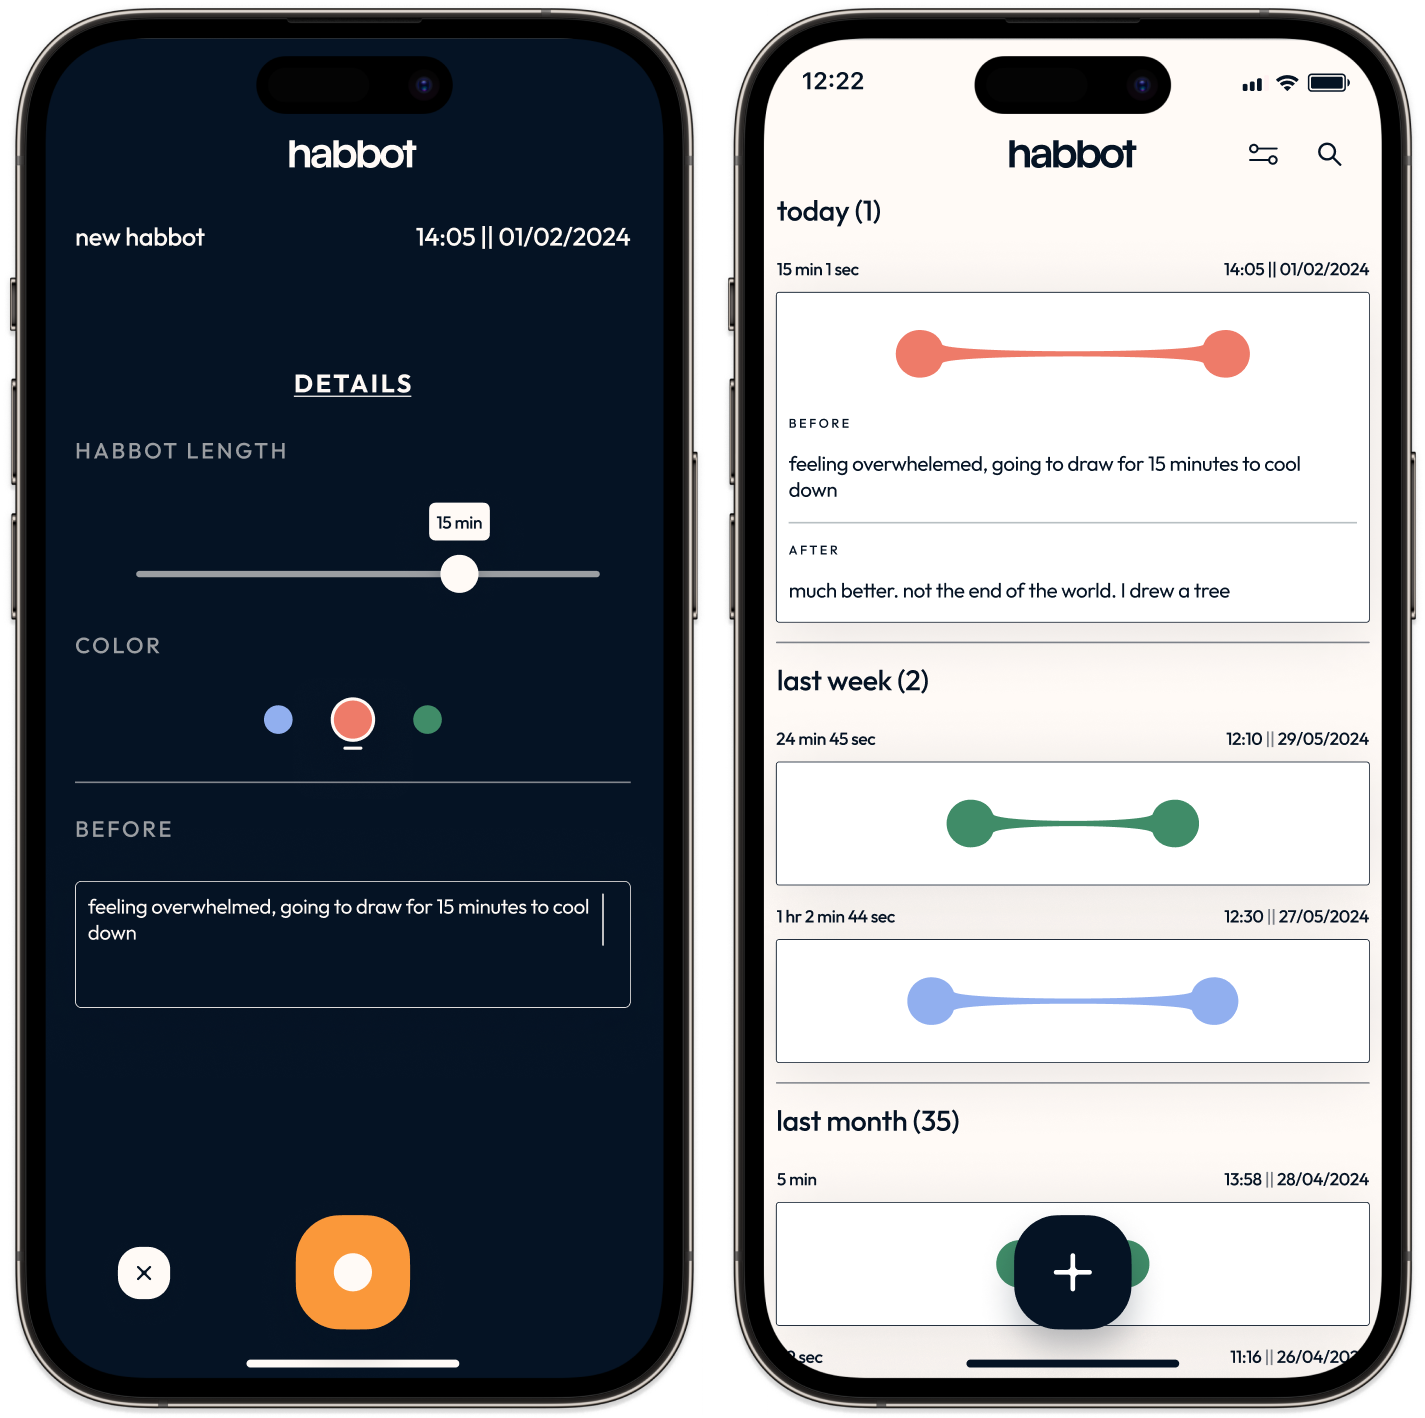 habbot
new habbot 14:05 || 01/02/2024
DETAILS
HABBOT LENGTH
15 min
COLOR
BEFORE
feeling overwhelmed, going to draw for 15 minutes to cool
down
12:22
habbot
today (1)
15 min 1 sec 14:05 || 01/02/2024
BEFORE
feeling overwhelemed, going to draw for 15 minutes to cool
down
AFTER
much better. not the end of the world. I drew a tree
last week (2)
24 min 45 sec 12:10 || 29/05/2024
1 hr 2 min 44 sec 12:30 || 27/05/2024
last month (35)
5 min 13:58 || 28/04/2024
sec 11:16 ||